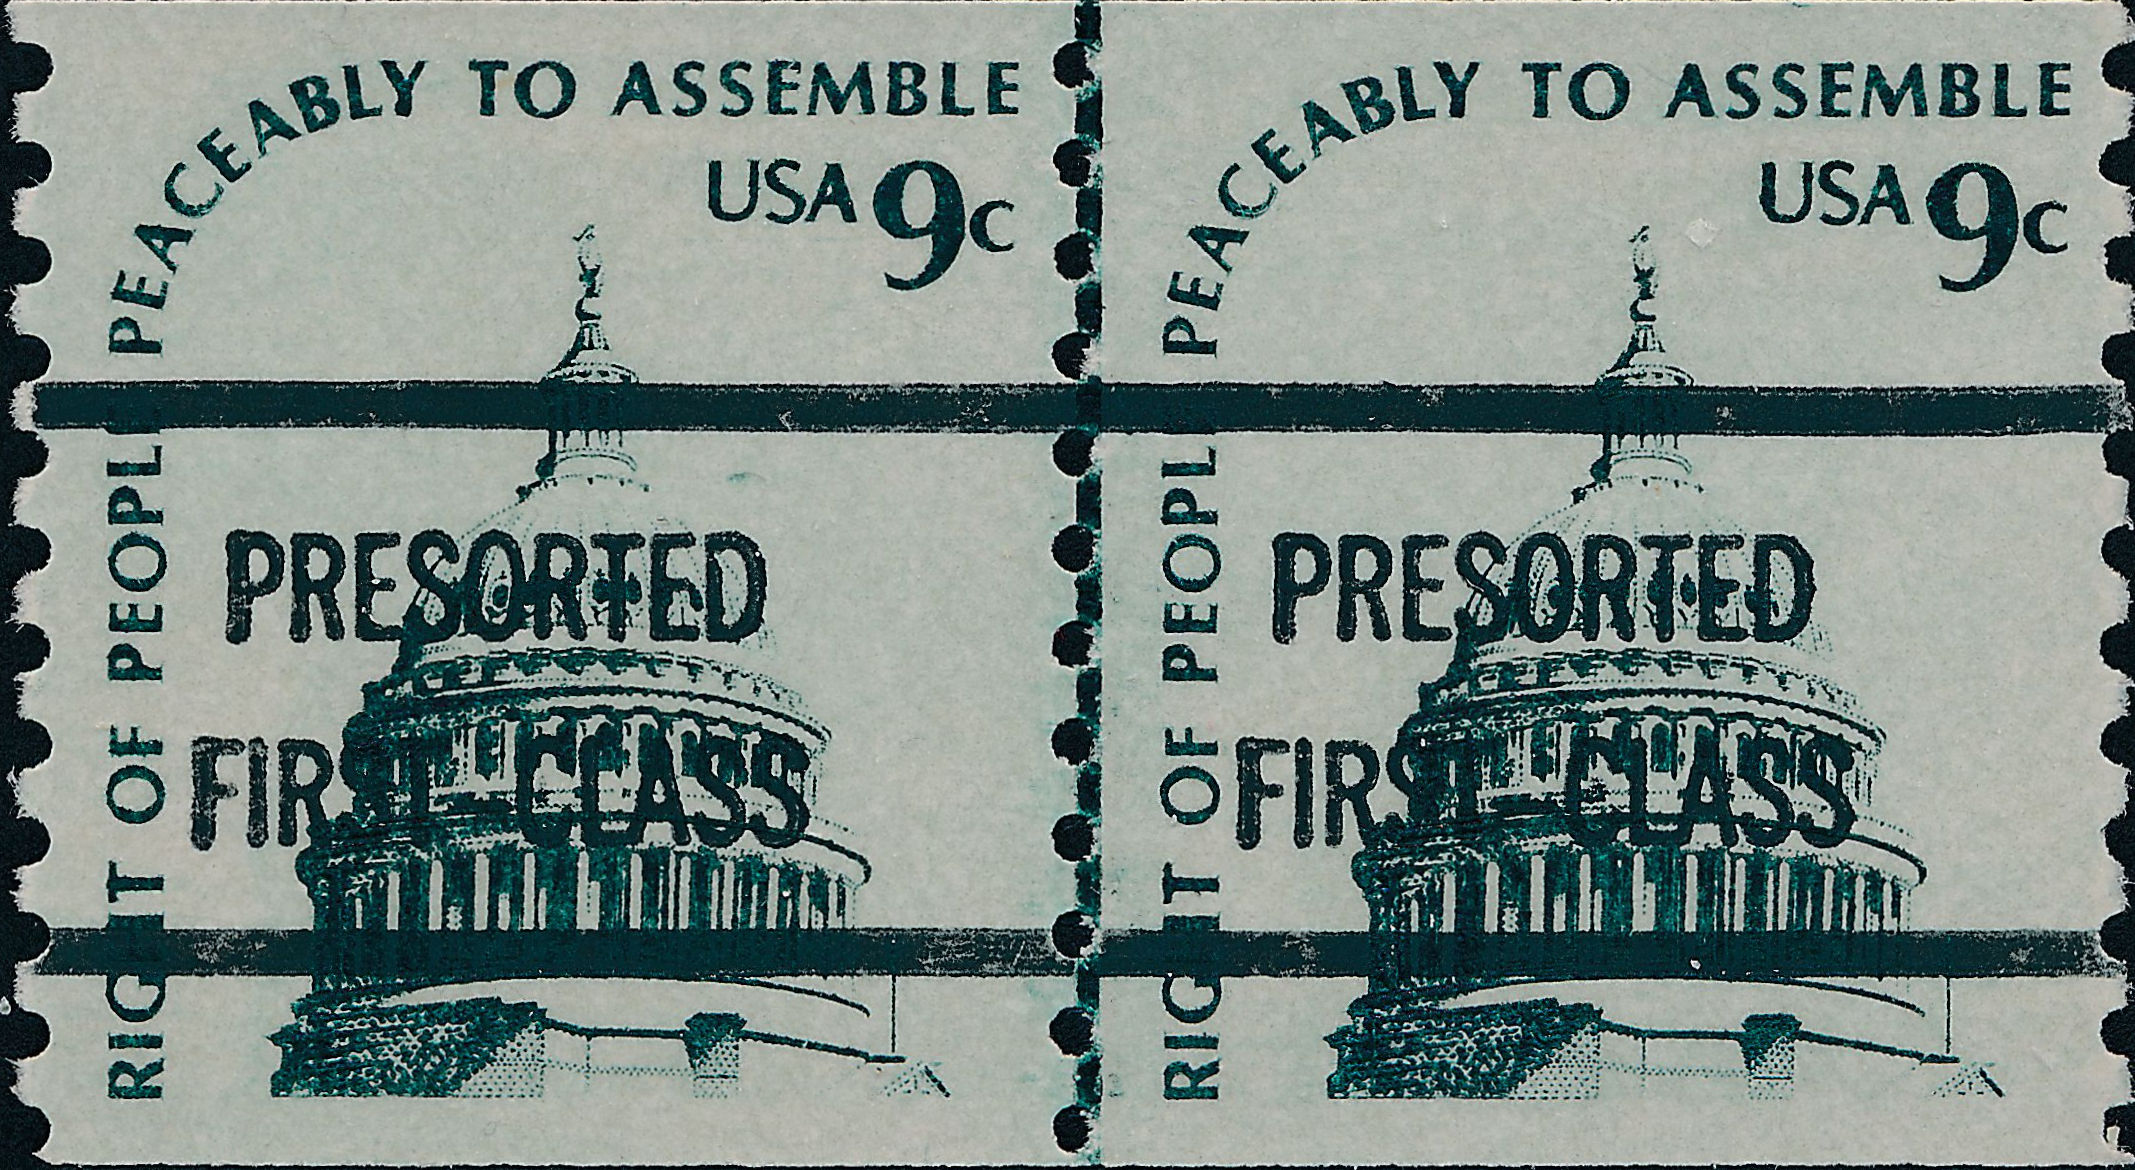 RIGHT OF PEOPLE PEACEABLY TO ASSEMBLE
USA 9c
PRESORTED
FIRST-CLASS
RIGHT OF PEOPLE PEACEABLY TO ASSEMBLE
USA 9c
PRESORTED
FIRST-CLASS